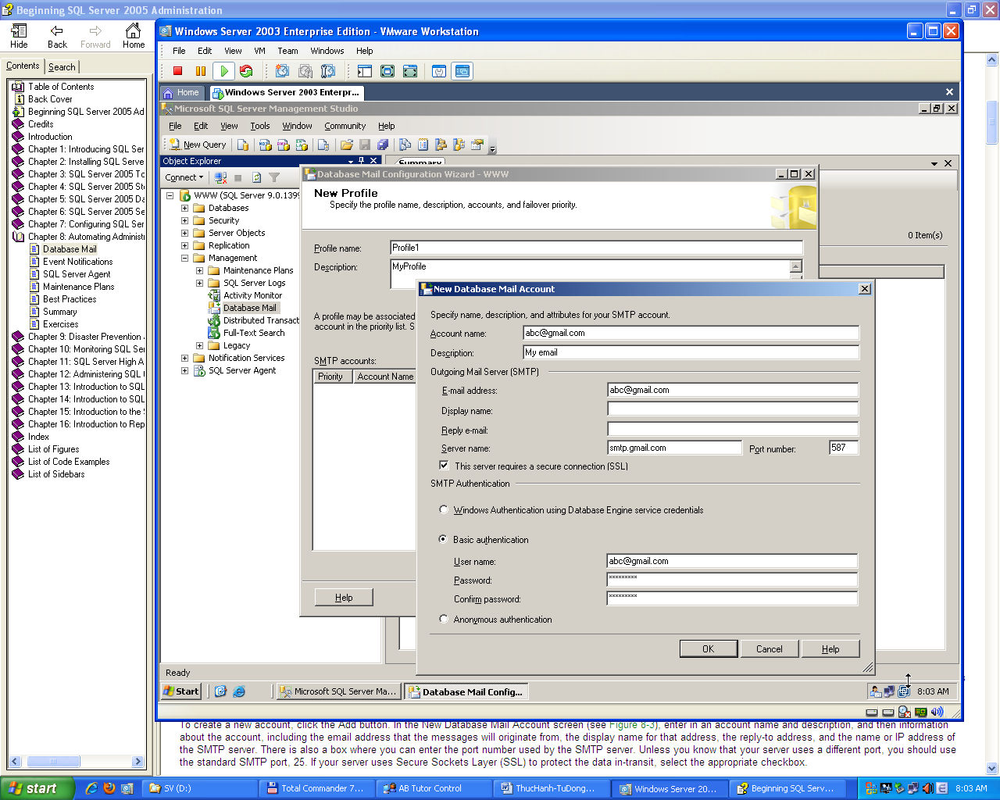 Beginning SQL Server 2005 Administration
Hide
Back
Forward
Home
Contents
Search
Table of Contents
Back Cover
Beginning SQL Server 2005 Ad
Credits
Introduction
Chapter 1: Introducing SQL Ser
Chapter 2: Installing SQL Serve
Chapter 3: SQL Server 2005 To
Chapter 4: SQL Server 2005 St
Chapter 5: SQL Server 2005 Da
Chapter 6: SQL Server 2005 Se
Chapter 7: Configuring SQL Ser
Chapter 8: Automating Administ
Database Mail
Event Notifications
SQL Server Agent
Maintenance Plans
Best Practices
Summary
Exercises
Chapter 9: Disaster Prevention
Chapter 10: Monitoring SQL Se
Chapter 11: SQL Server High A
Chapter 12: Administering SQL
Chapter 13: Introduction to SQL
Chapter 14: Introduction to SQL
Chapter 15: Introduction to the
Chapter 16: Introduction to Rep
Index
List of Figures
List of Code Examples
List of Sidebars
Windows Server 2003 Enterprise Edition - VMware Workstation
File Edit View VM Team Windows Help
Home
Windows Server 2003 Enterpr...
Microsoft SQL Server Management Studio
File Edit View Tools Window Community Help
New Query
Object Explorer
Connect
WWW (SQL Server 9.0.1399
Databases
Security
Server Objects
Replication
Management
Maintenance Plans
SQL Server Logs
Activity Monitor
Database Mail
Distributed Transact
Full-Text Search
Legacy
Notification Services
SQL Server Agent
Summary
0 Item(s)
Database Mail Configuration Wizard - WWW
New Profile
Specify the profile name, description, accounts, and failover priority.
Profile name:
Profile1
Description:
MyProfile
A profile may be associated
account in the priority list. S
SMTP accounts:
Priority
Account Name
Help
New Database Mail Account
Specify name, description, and attributes for your SMTP account.
Account name:
abc@gmail.com
Description:
My email
Outgoing Mail Server (SMTP)
E-mail address:
abc@gmail.com
Display name:
Reply e-mail:
Server name:
smtp.gmail.com
Port number:
587
This server requires a secure connection (SSL)
SMTP Authentication
Windows Authentication using Database Engine service credentials
Basic authentication
User name:
abc@gmail.com
Password:
*********
Confirm password:
*********
Anonymous authentication
OK
Cancel
Help
Ready
Start
Microsoft SQL Server Ma...
Database Mail Config...
8:03 AM
To create a new account, click the Add button. In the New Database Mail Account screen (see Figure 8-3), enter in an account name and description, and then information
about the account, including the email address that the messages will originate from, the display name for that address, the reply-to address, and the name or IP address of
the SMTP server. There is also a box where you can enter the port number used by the SMTP server. Unless you know that your server uses a different port, you should use
the standard SMTP port, 25. If your server uses Secure Sockets Layer (SSL) to protect the data in-transit, select the appropriate checkbox.
start
SV (D:)
Total Commander 7....
AB Tutor Control
ThucHanh-TuDong...
Windows Server 20...
Beginning SQL Serv...
8:03 AM